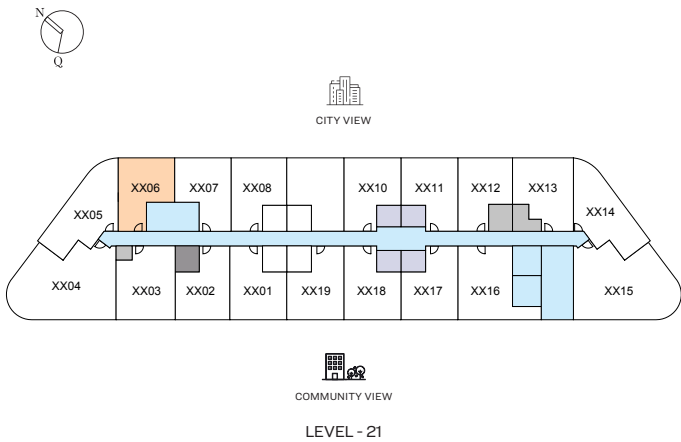 N
Q
CITY VIEW
XX06 XX07 XX08 XX10 XX11 XX12 XX13
XX05 XX14
XX04 XX03 XX02 XX01 XX19 XX18 XX17 XX16 XX15
COMMUNITY VIEW
LEVEL - 21